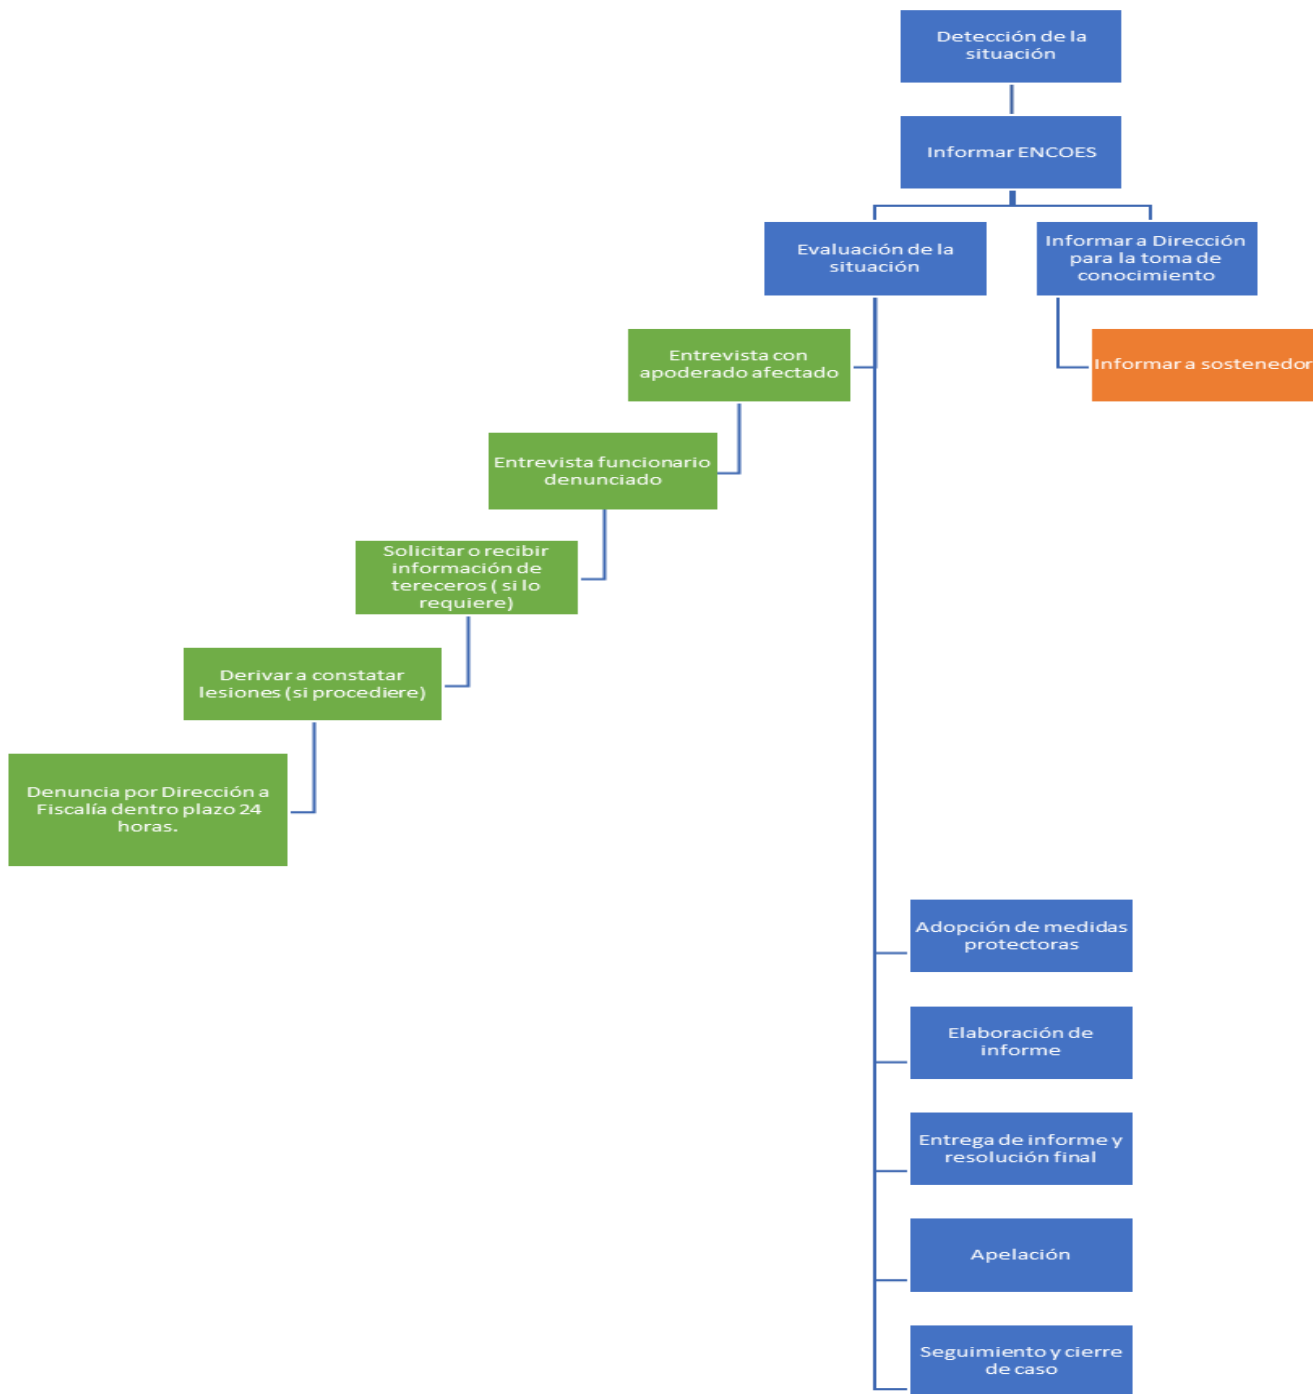 Detección de la
situación
Informar ENCOES
Evaluación de la
situación
Informar a Dirección
para la toma de
conocimiento
Entrevista con
apoderado afectado
Informar a sostenedor
Entrevista funcionario
denunciado
Solicitar o recibir
información de
tereceros ( si lo
requiere)
Derivar a constatar
lesiones (si procediere)
Denuncia por Dirección a
Fiscalía dentro plazo 24
horas.
Adopción de medidas
protectoras
Elaboración de
informe
Entrega de informe y
resolución final
Apelación
Seguimiento y cierre
de caso